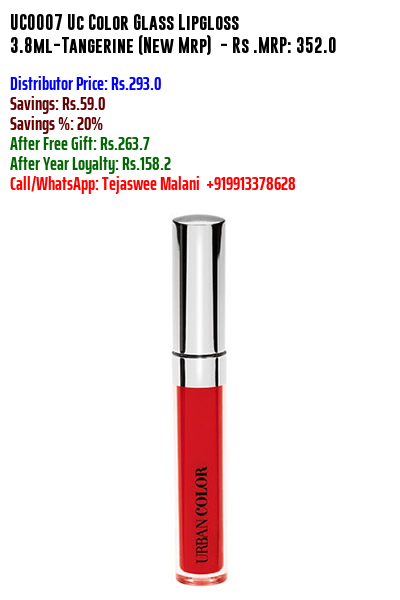 UC0007 Uc Color Glass Lipgloss
3.8ml-Tangerine (New Mrp) - Rs .MRP: 352.0
Distributor Price: Rs.293.0
Savings: Rs.59.0
Savings %: 20%
After Free Gift: Rs.263.7
After Year Loyalty: Rs.158.2
Call/WhatsApp: Tejaswee Malani +919913378628
URBAN COLOR